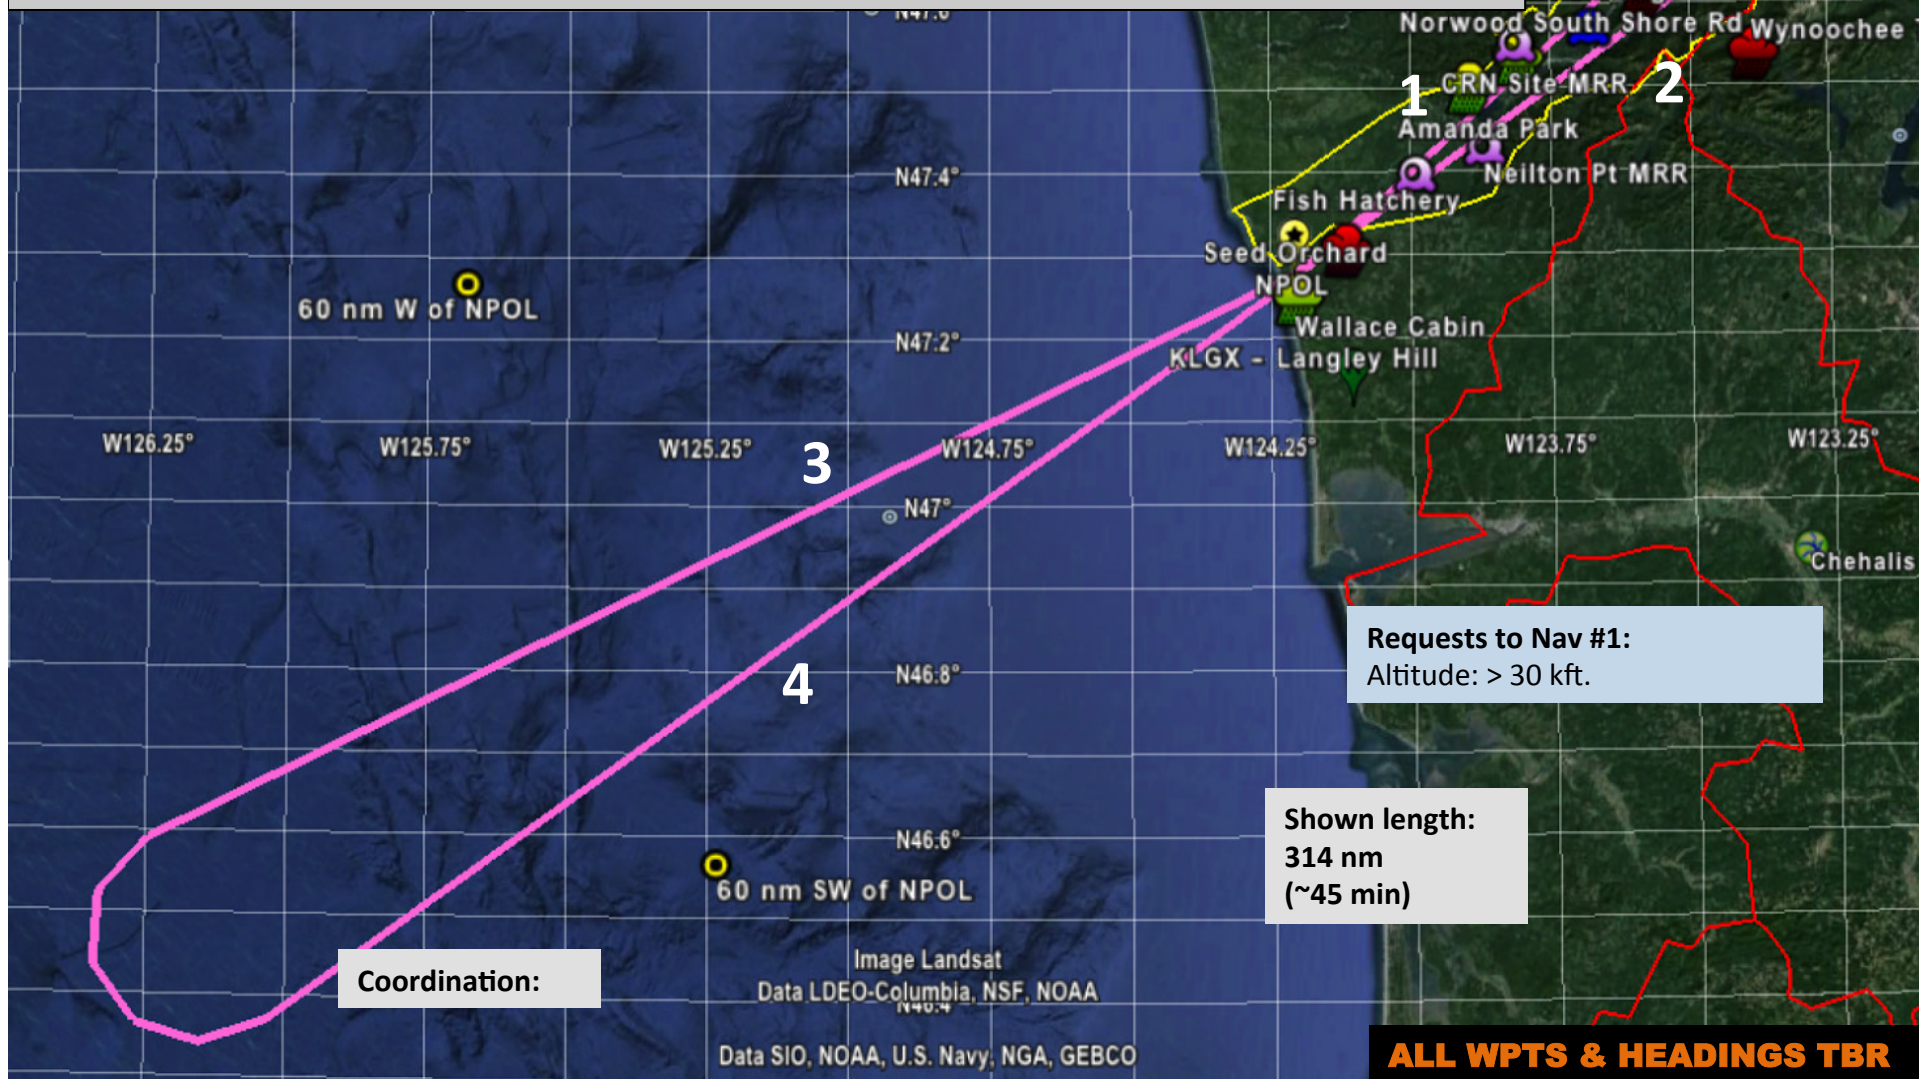 N47.6°
Norwood South Shore Rd
Wynoochee
1
CRN Site MRR
2
Amanda Park
N47.4°
Neilton Pt MRR
Fish Hatchery
Seed Orchard
NPOL
60 nm W of NPOL
Wallace Cabin
N47.2°
KLGX - Langley Hill
W126.25°
W125.75°
W125.25°
W124.75°
W124.25°
W123.75°
W123.25°
3
N47°
Chehalis
Requests to Nav #1:
Altitude: > 30 kft.
N46.8°
4
Shown length:
314 nm
(~45 min)
N46.6°
60 nm SW of NPOL
Coordination:
Image Landsat
Data LDEO-Columbia, NSF, NOAA
N46.4°
Data SIO, NOAA, U.S. Navy, NGA, GEBCO
ALL WPTS & HEADINGS TBR